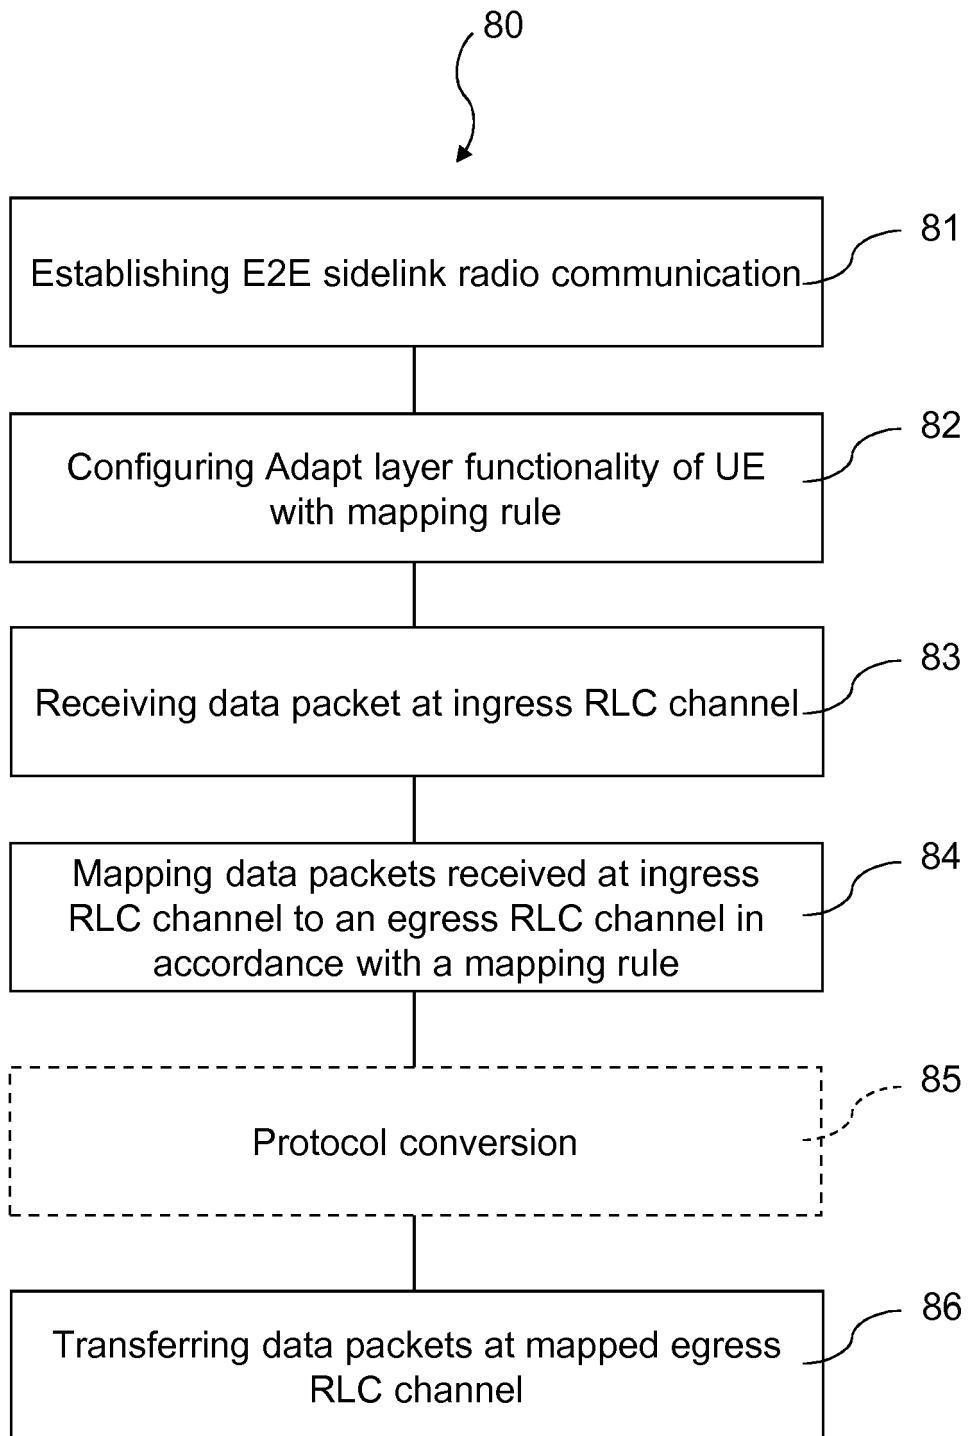 80
81
Establishing E2E sidelink radio communication
82
Configuring Adapt layer functionality of UE
with mapping rule
83
Receiving data packet at ingress RLC channel
84
Mapping data packets received at ingress
RLC channel to an egress RLC channel in
accordance with a mapping rule
85
Protocol conversion
86
Transferring data packets at mapped egress
RLC channel